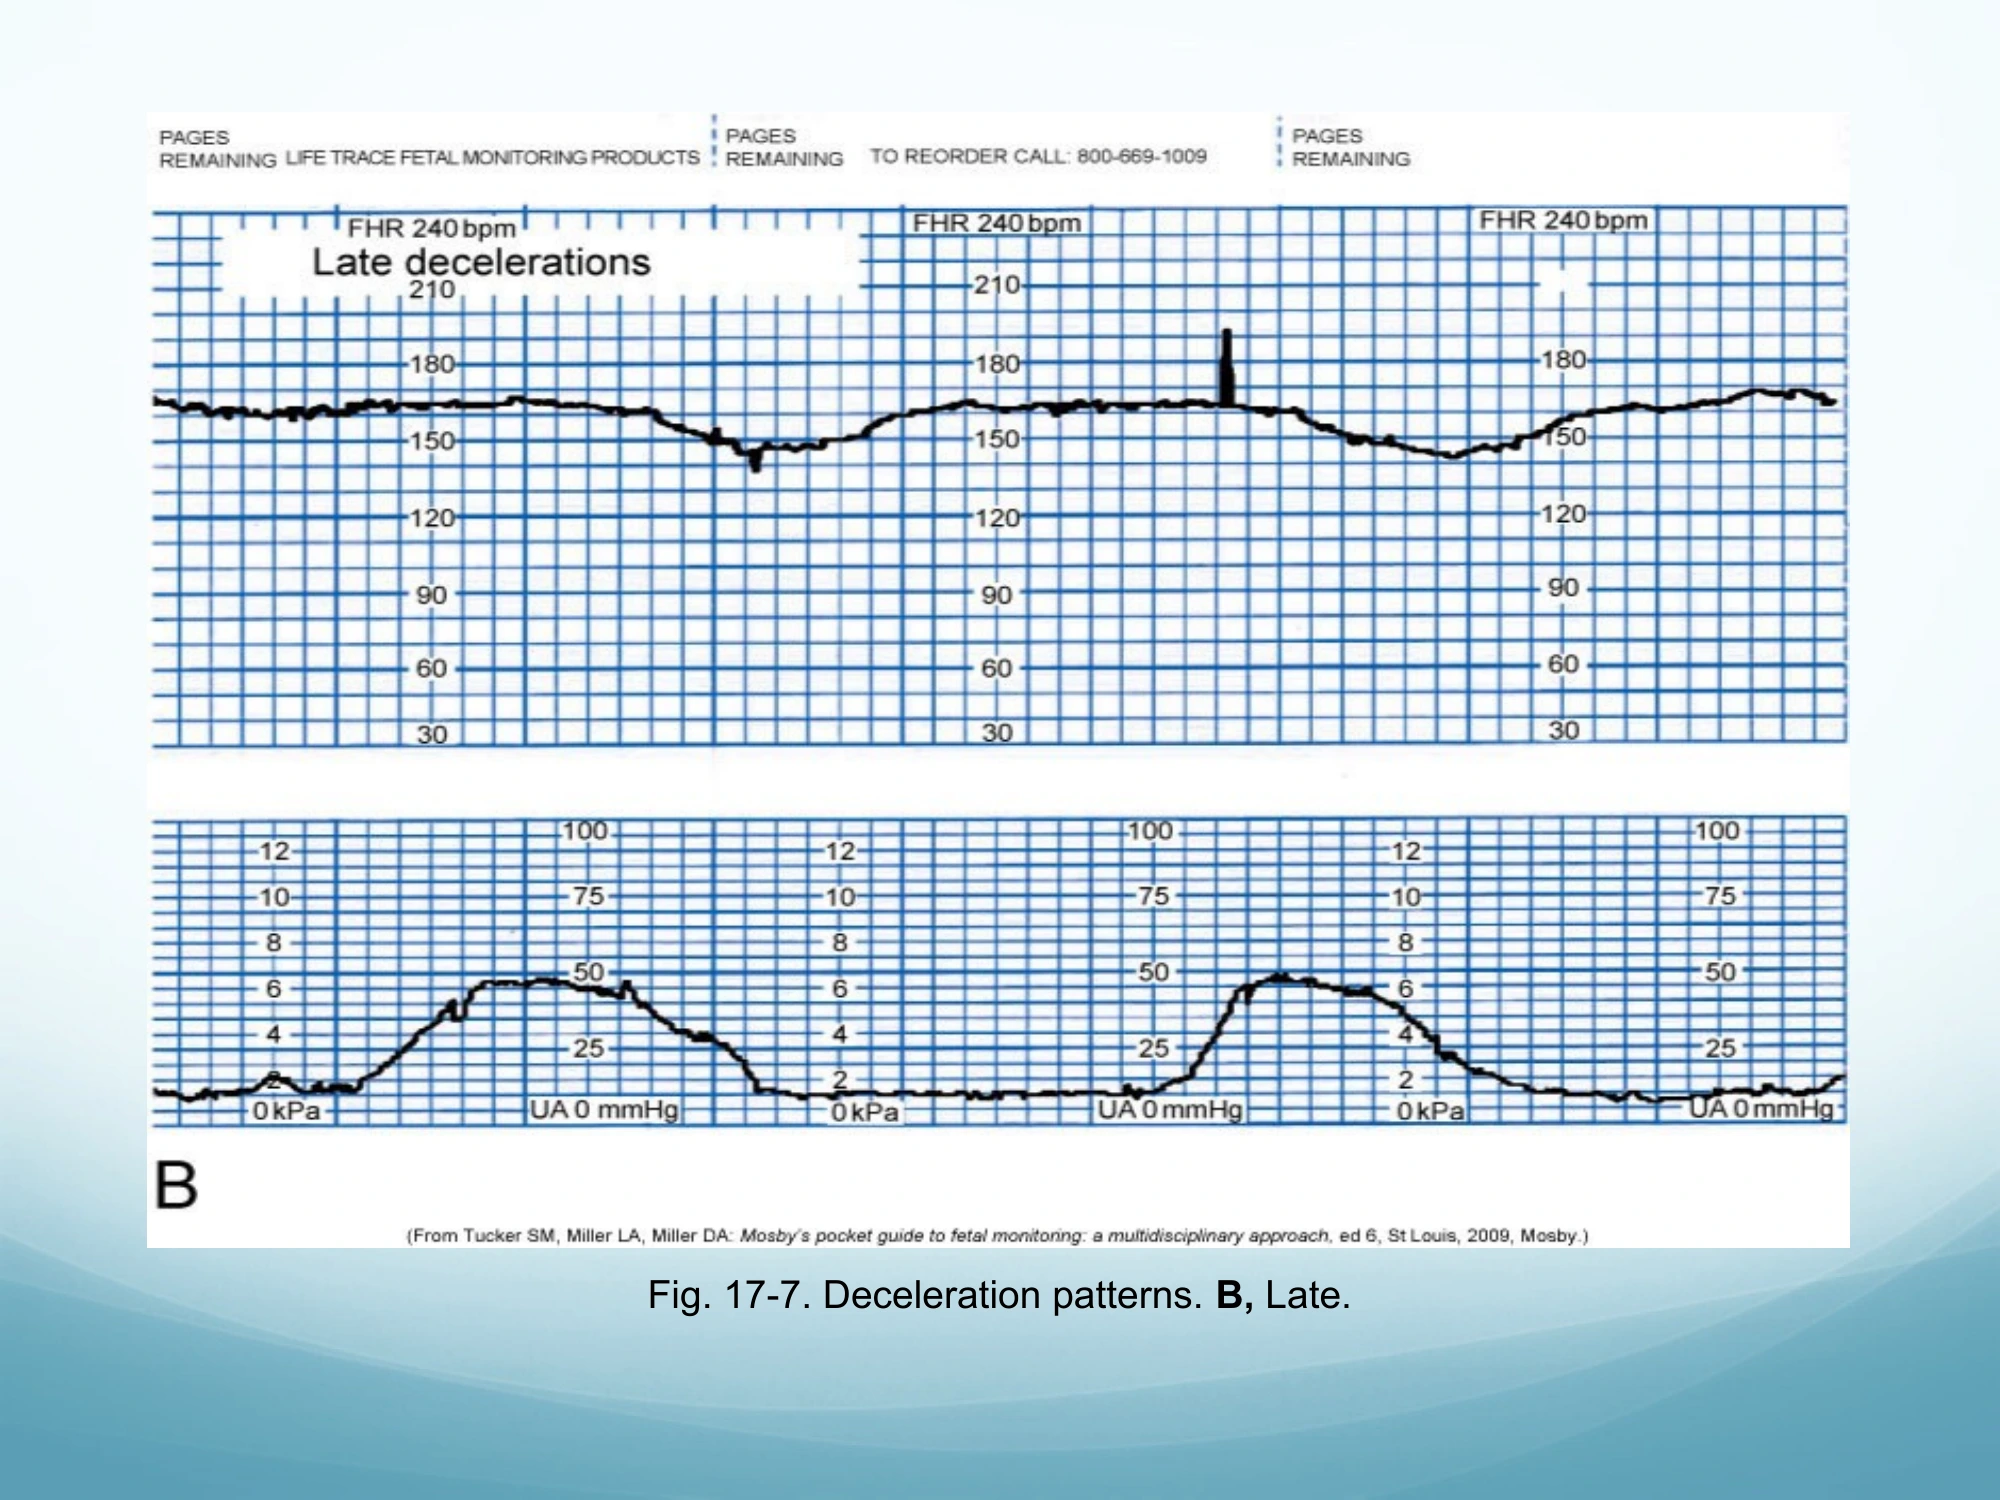 PAGES
REMAINING LIFE TRACE FETAL MONITORING PRODUCTS
PAGES
REMAINING TO REORDER CALL: 800-669-1009
PAGES
REMAINING
FHR 240 bpm FHR 240 bpm FHR 240 bpm
Late decelerations
210 210
180 180 180
150 150 150
120 120 120
90 90 90
60 60 60
30 30 30
100 100 100
12 12 12
10 75 10 75 10 75
8 8 8
50 50 50
6 6 6
4 4 4
25 25 25
2 2 2
0 kPa UA 0 mmHg 0 kPa UA 0 mmHg 0 kPa UA 0 mmHg
B
(From Tucker SM, Miller LA, Miller DA: Mosby's pocket guide to fetal monitoring: a multidisciplinary approach, ed 6, St Louis, 2009, Mosby.)
Fig. 17-7. Deceleration patterns. B, Late.